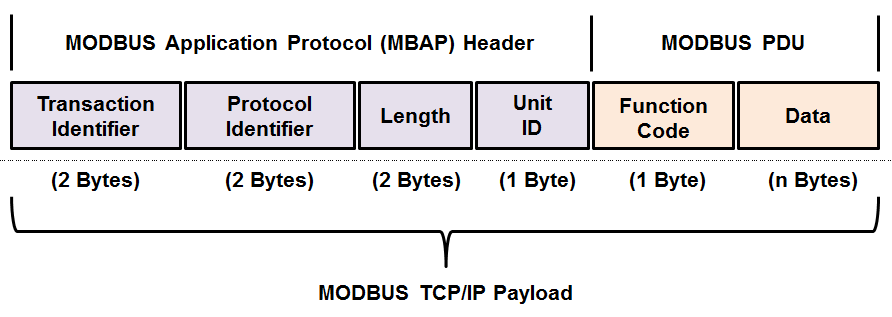 MODBUS Application Protocol (MBAP) Header
MODBUS PDU
Transaction
Identifier
Protocol
Identifier
Length
Unit
ID
Function
Code
Data
(2 Bytes)
(2 Bytes)
(2 Bytes)
(1 Byte)
(1 Byte)
(n Bytes)
MODBUS TCP/IP Payload